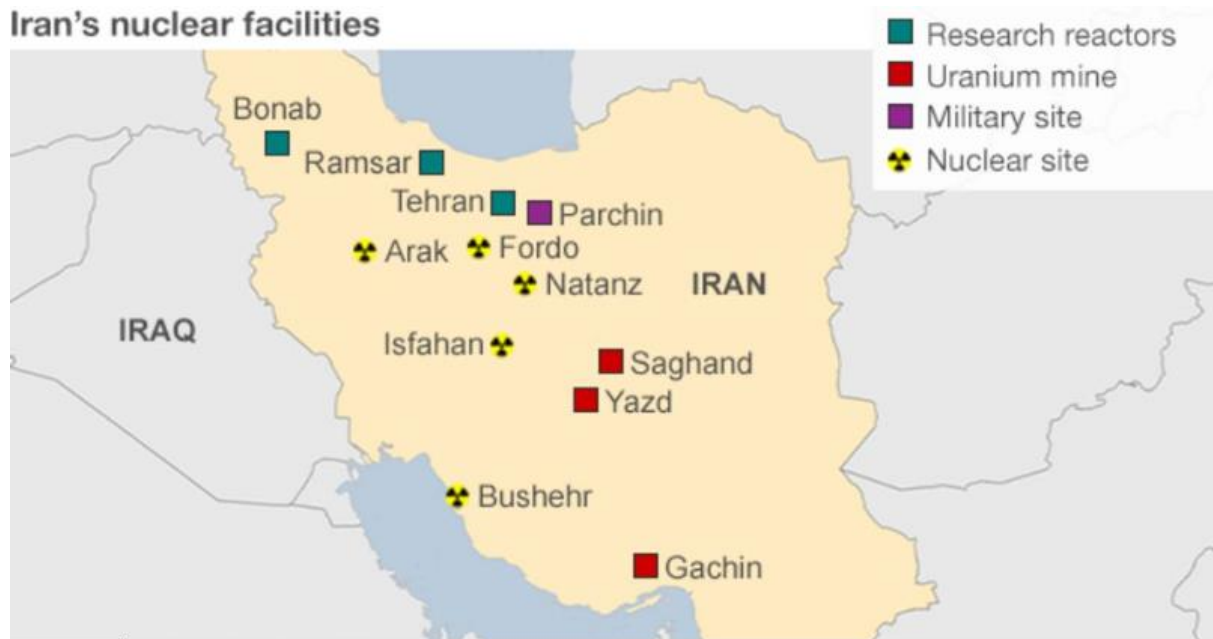 Iran's nuclear facilities
Research reactors
Uranium mine
Military site
Nuclear site
Bonab
Ramsar
Tehran
Parchin
Arak
Fordo
Natanz
IRAN
IRAQ
Isfahan
Saghand
Yazd
Bushehr
Gachin